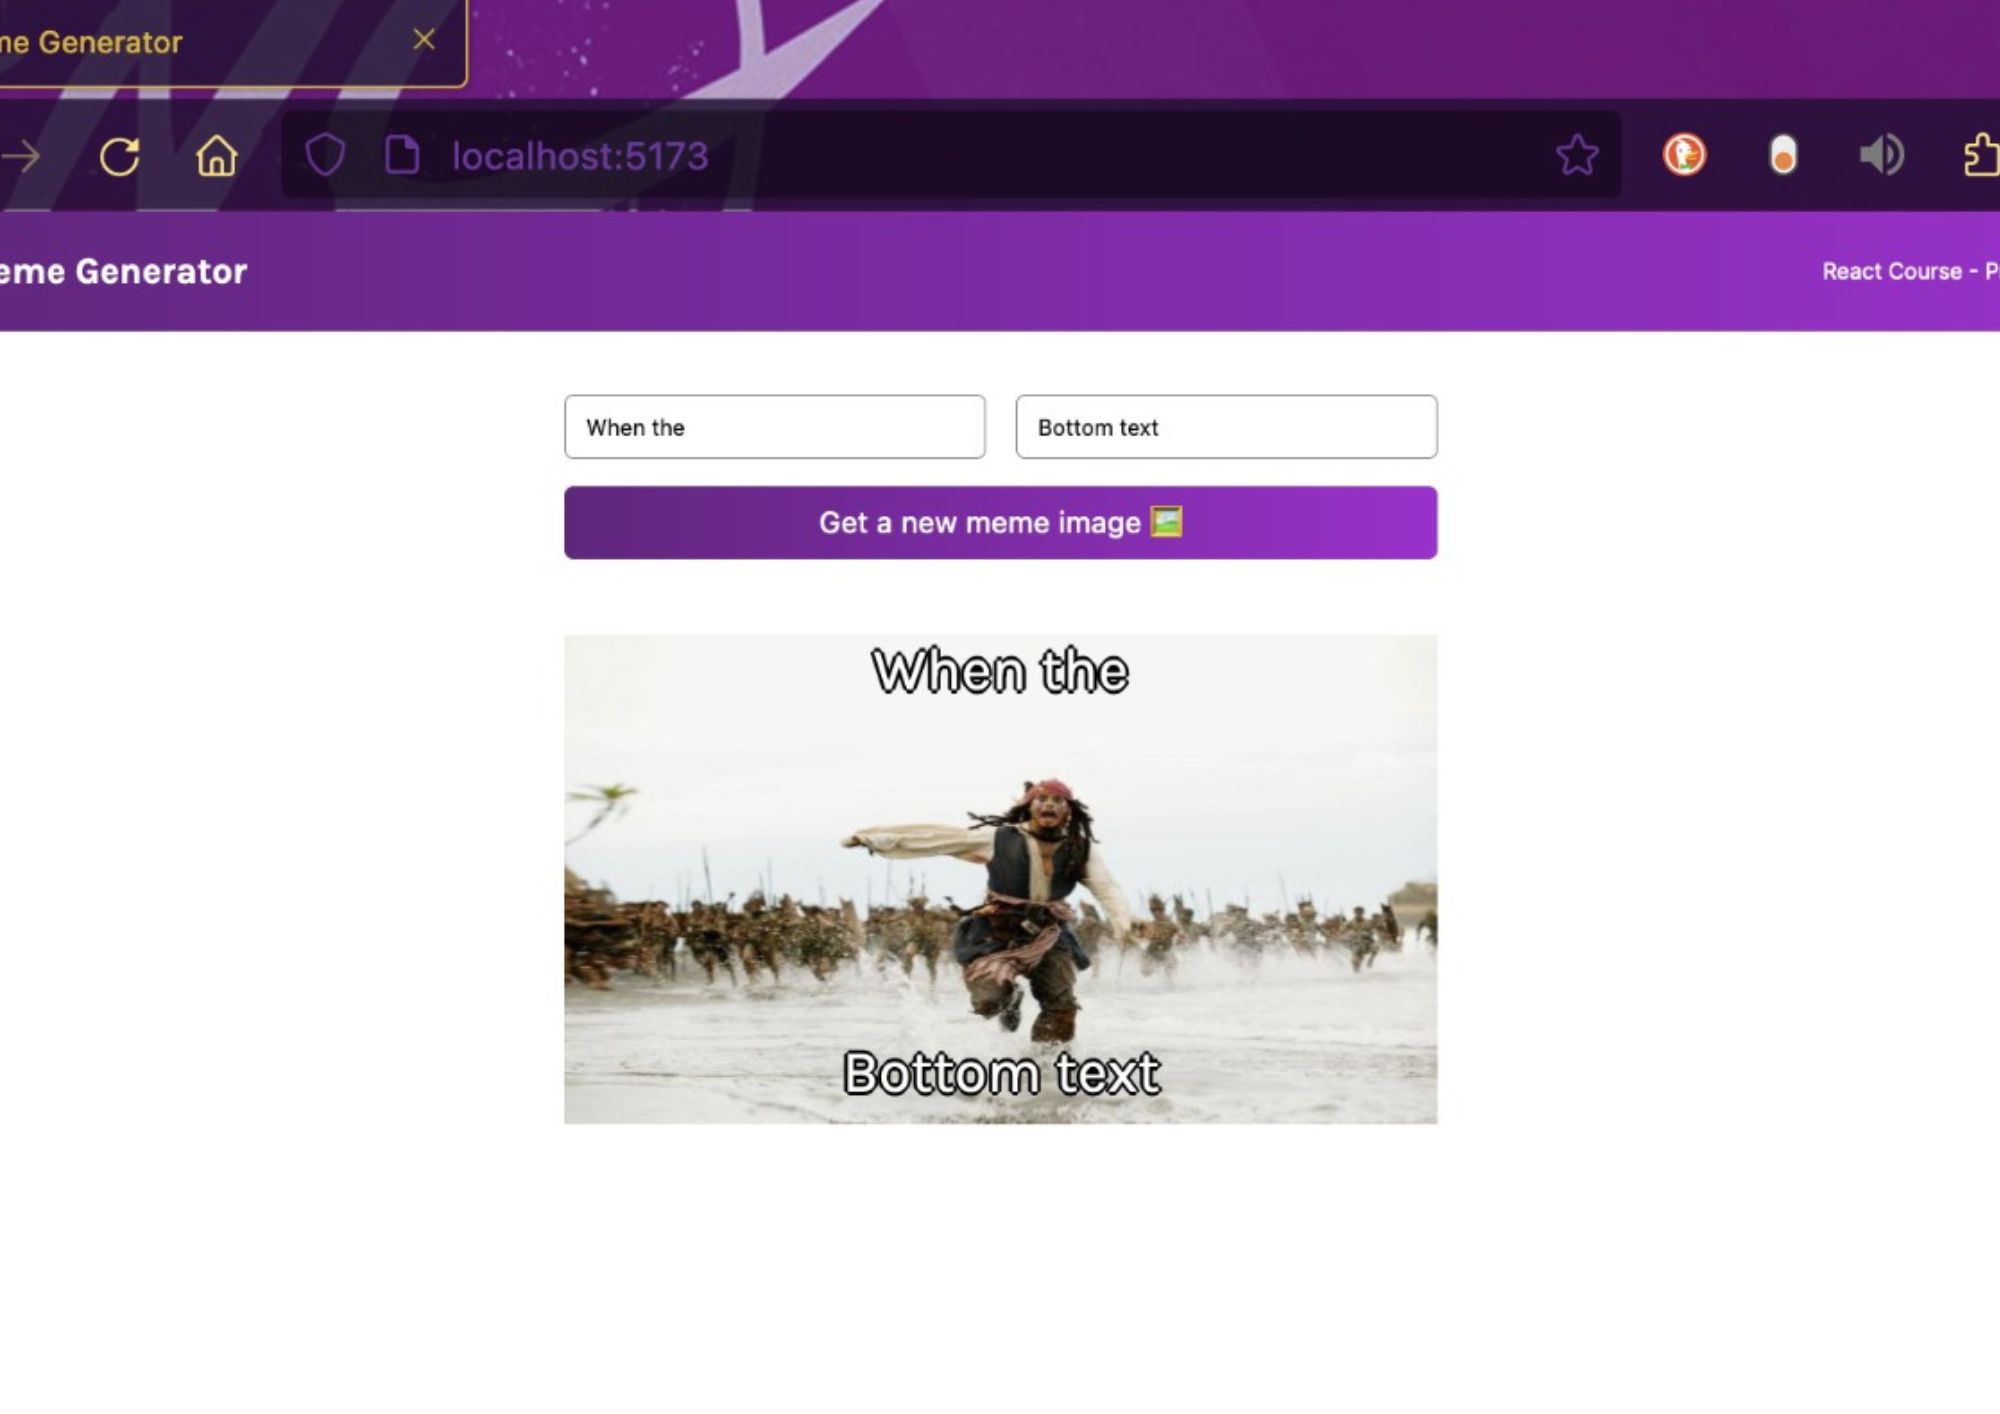 me Generator
localhost:5173
eme Generator
React Course - P
When the
Bottom text
Get a new meme image
When the
Bottom text